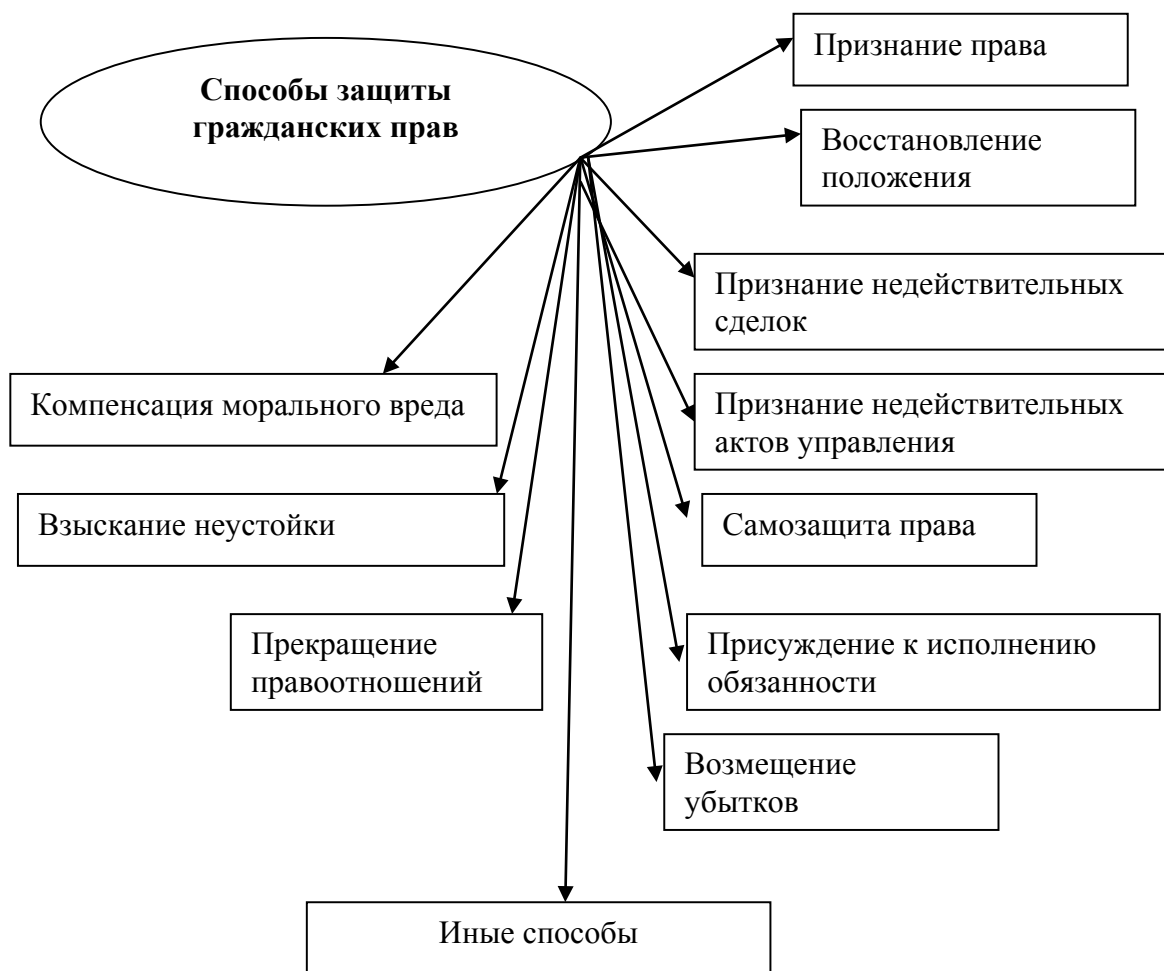 Способы защиты
гражданских прав
Признание права
Восстановление
положения
Признание недействительных
сделок
Компенсация морального вреда
Признание недействительных
актов управления
Взыскание неустойки
Самозащита права
Прекращение
правоотношений
Присуждение к исполнению
обязанности
Возмещение
убытков
Иные способы